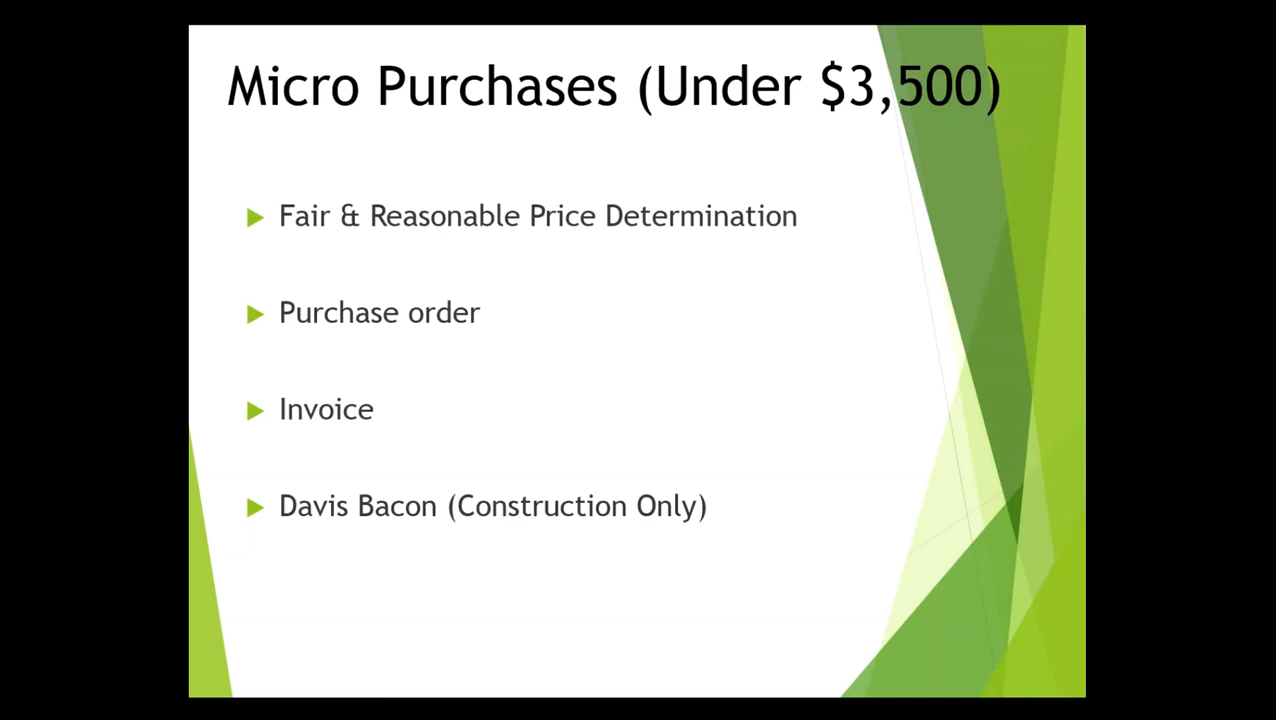 Micro Purchases (Under $3,500)
Fair & Reasonable Price Determination
Purchase order
Invoice
Davis Bacon (Construction Only)